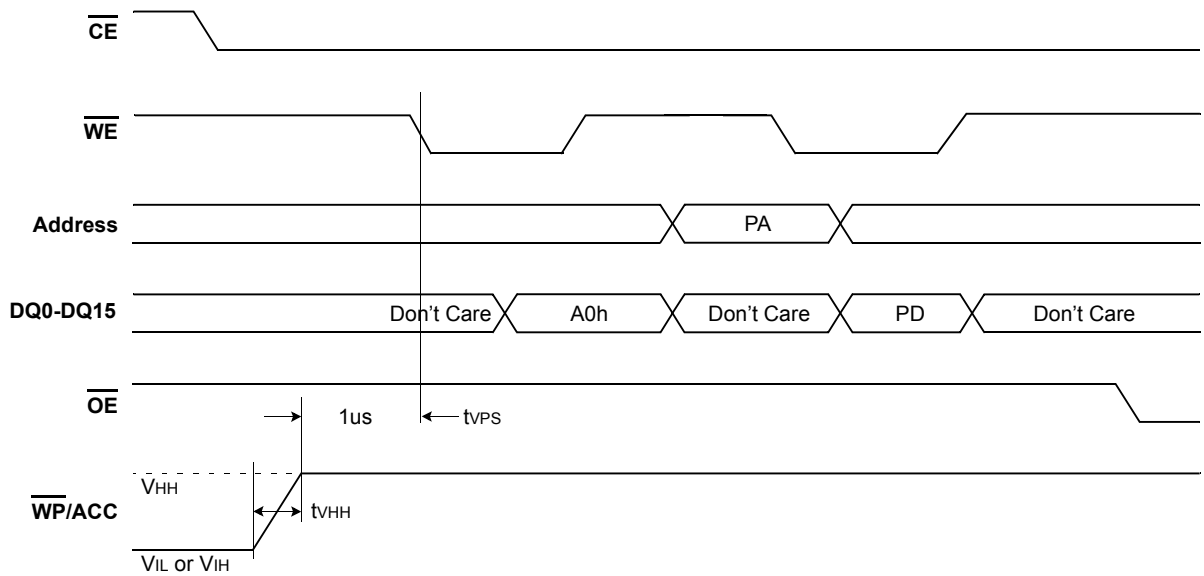 CE
WE
Address
PA
DQ0-DQ15
Don't Care
A0h
Don't Care
PD
Don't Care
OE
1us
tVPS
VHH
WP/ACC
tVHH
VIL or VIH